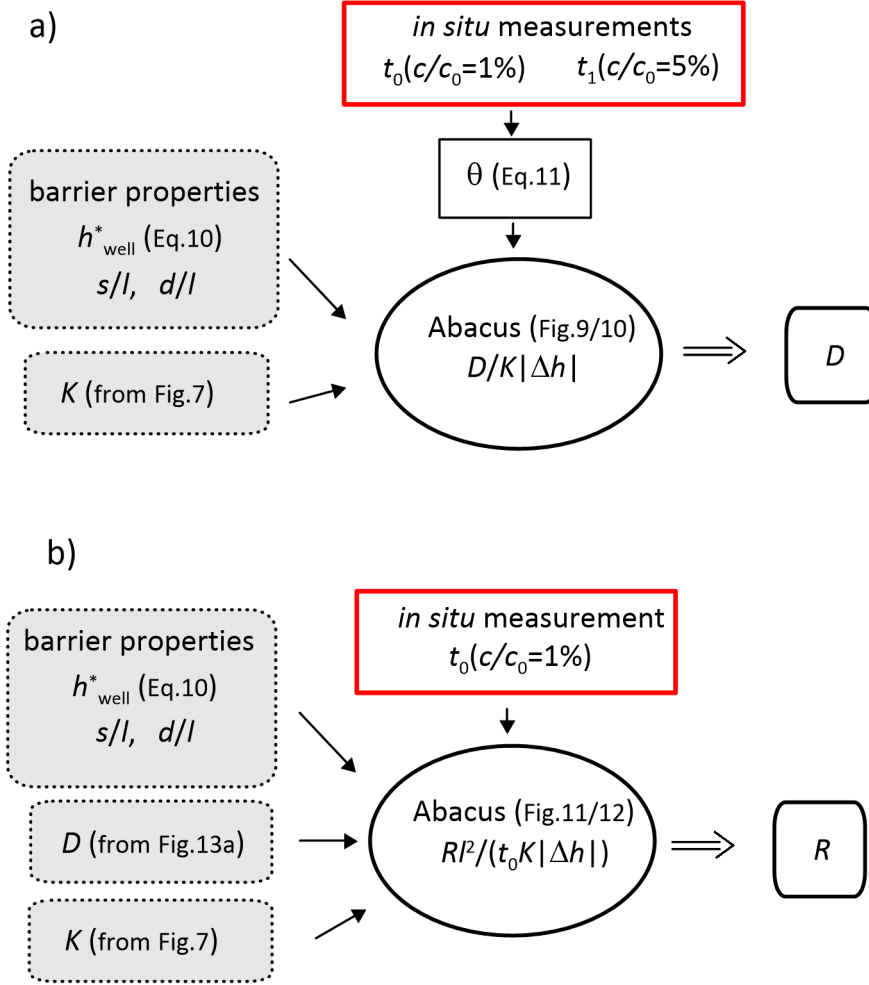 a)
in situ measurements
t₀(c/c₀=1%) t₁(c/c₀=5%)
θ (Eq.11)
barrier properties
h*well (Eq.10)
s/l, d/l
K (from Fig.7)
Abacus (Fig.9/10)
D/K|Δh|
D
b)
in situ measurement
t₀(c/c₀=1%)
barrier properties
h*well (Eq.10)
s/l, d/l
D (from Fig.13a)
K (from Fig.7)
Abacus (Fig.11/12)
Rl²/(t₀K|Δh|)
R